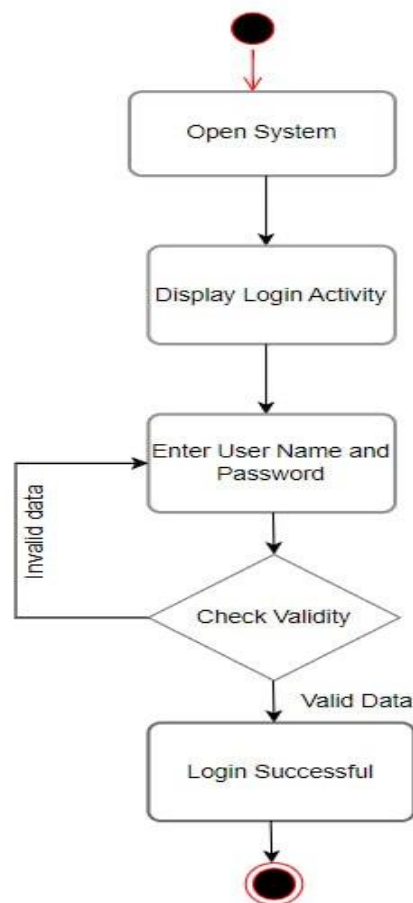 Open System
Display Login Activity
Enter User Name and
Password
Invalid data
Check Validity
Valid Data
Login Successful